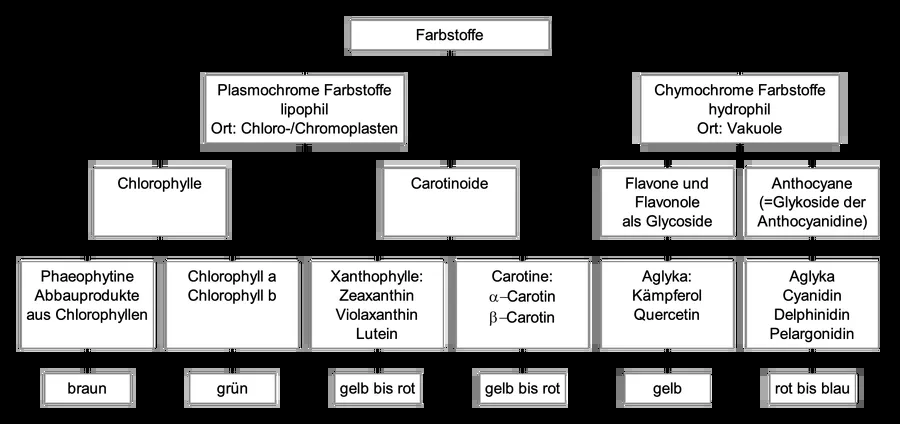 Farbstoffe
Plasmochrome Farbstoffe
lipophil
Ort: Chloro-/Chromoplasten
Chymochrome Farbstoffe
hydrophil
Ort: Vakuole
Chlorophylle
Carotinoide
Flavone und
Flavonole
als Glycoside
Anthocyane
(=Glykoside der
Anthocyanidine)
Phaeophytine
Abbauprodukte
aus Chlorophyllen
Chlorophyll a
Chlorophyll b
Xanthophylle:
Zeaxanthin
Violaxanthin
Lutein
Carotine:
α–Carotin
β–Carotin
Aglyka:
Kämpferol
Quercetin
Aglyka
Cyanidin
Delphinidin
Pelargonidin
braun
grün
gelb bis rot
gelb bis rot
gelb
rot bis blau